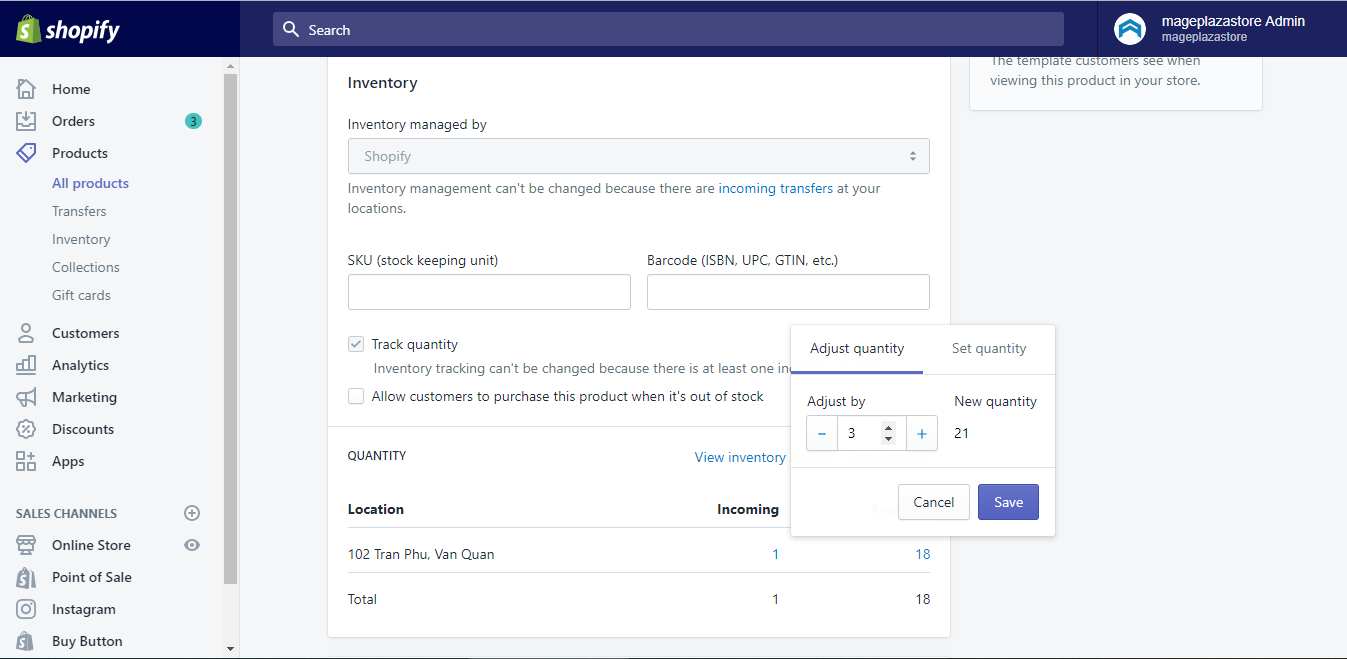 shopify
Search
mageplazastore Admin
mageplazastore
Home
Orders
3
Products
All products
Transfers
Inventory
Collections
Gift cards
Customers
Analytics
Marketing
Discounts
Apps
SALES CHANNELS
Online Store
Point of Sale
Instagram
Buy Button
Inventory
Inventory managed by
Shopify
Inventory management can't be changed because there are incoming transfers at your
locations.
SKU (stock keeping unit)
Barcode (ISBN, UPC, GTIN, etc.)
Track quantity
Inventory tracking can't be changed because there is at least one
Allow customers to purchase this product when it's out of stock
QUANTITY
View inventory
Location
Incoming
102 Tran Phu, Van Quan
1
18
Total
1
18
Adjust quantity
Set quantity
Adjust by
New quantity
− 3 +
21
Cancel
Save
The template customers see when
viewing this product in your store.